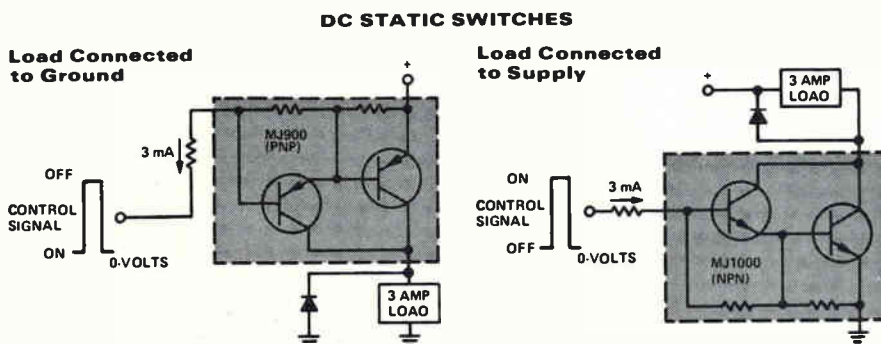 DC STATIC SWITCHES
Load Connected
to Ground
+
MJ900
(PNP)
3 mA
OFF
CONTROL
SIGNAL
ON
0-VOLTS
3 AMP
LOAO
Load Connected
to Supply
+
3 AMP
LOAO
ON
3 mA
CONTROL
SIGNAL
OFF
0-VOLTS
MJ1000
(NPN)